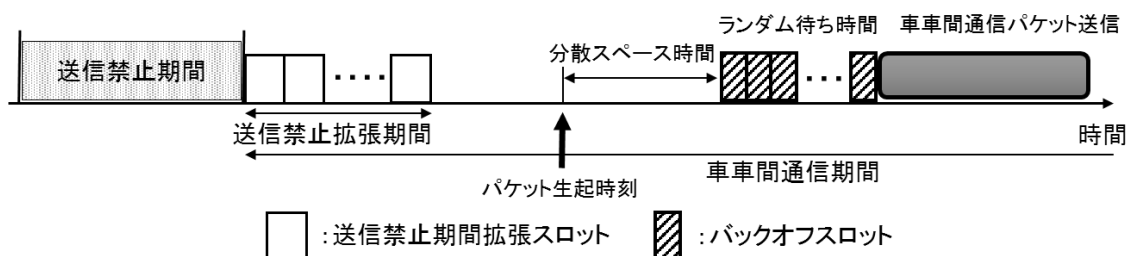 ランダム待ち時間
車車間通信パケット送信
分散スペース時間
送信禁止期間
送信禁止拡張期間
時間
車車間通信期間
パケット生起時刻
:送信禁止期間拡張スロット
:バックオフスロット